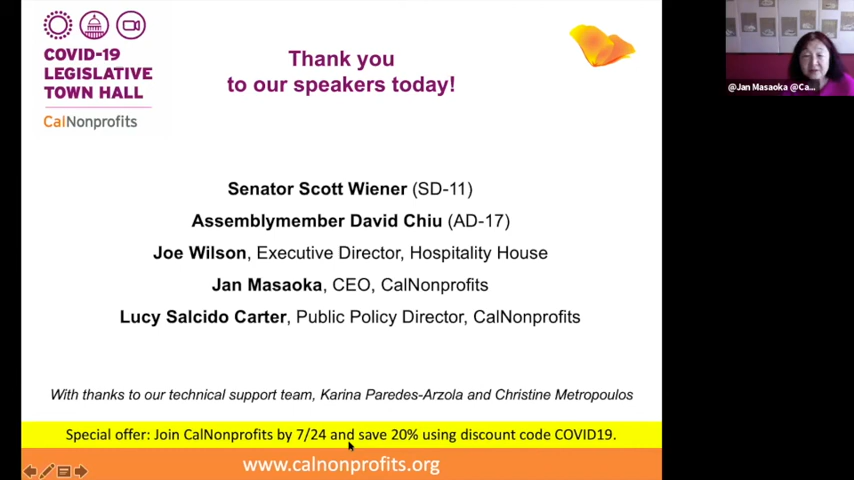 COVID-19
LEGISLATIVE
TOWN HALL
CalNonprofits
Thank you
to our speakers today!
@Jan Masaoka @Ca...
Senator Scott Wiener (SD-11)
Assemblymember David Chiu (AD-17)
Joe Wilson, Executive Director, Hospitality House
Jan Masaoka, CEO, CalNonprofits
Lucy Salcido Carter, Public Policy Director, CalNonprofits
With thanks to our technical support team, Karina Paredes-Arzola and Christine Metropoulos
Special offer: Join CalNonprofits by 7/24 and save 20% using discount code COVID19.
www.calnonprofits.org